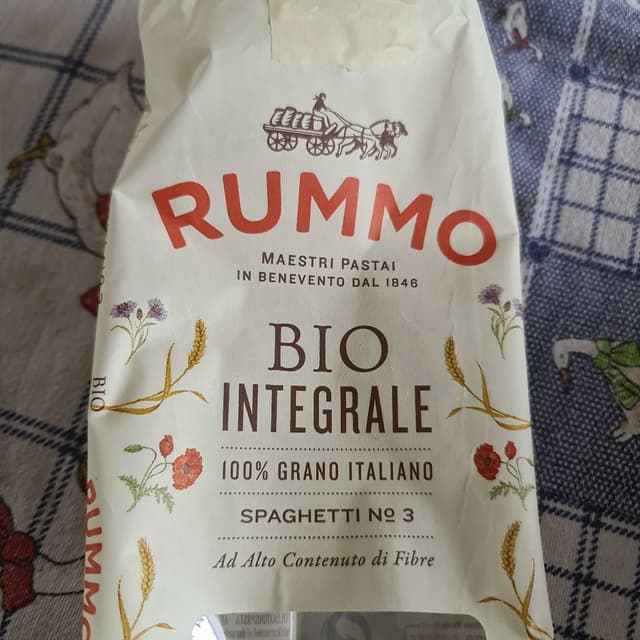 RUMMO
MAESTRI PASTAI
IN BENEVENTO DAL 1846
BIO
INTEGRALE
100% GRANO ITALIANO
SPAGHETTI Nº 3
Ad Alto Contenuto di Fibre
BIO
RUMMO